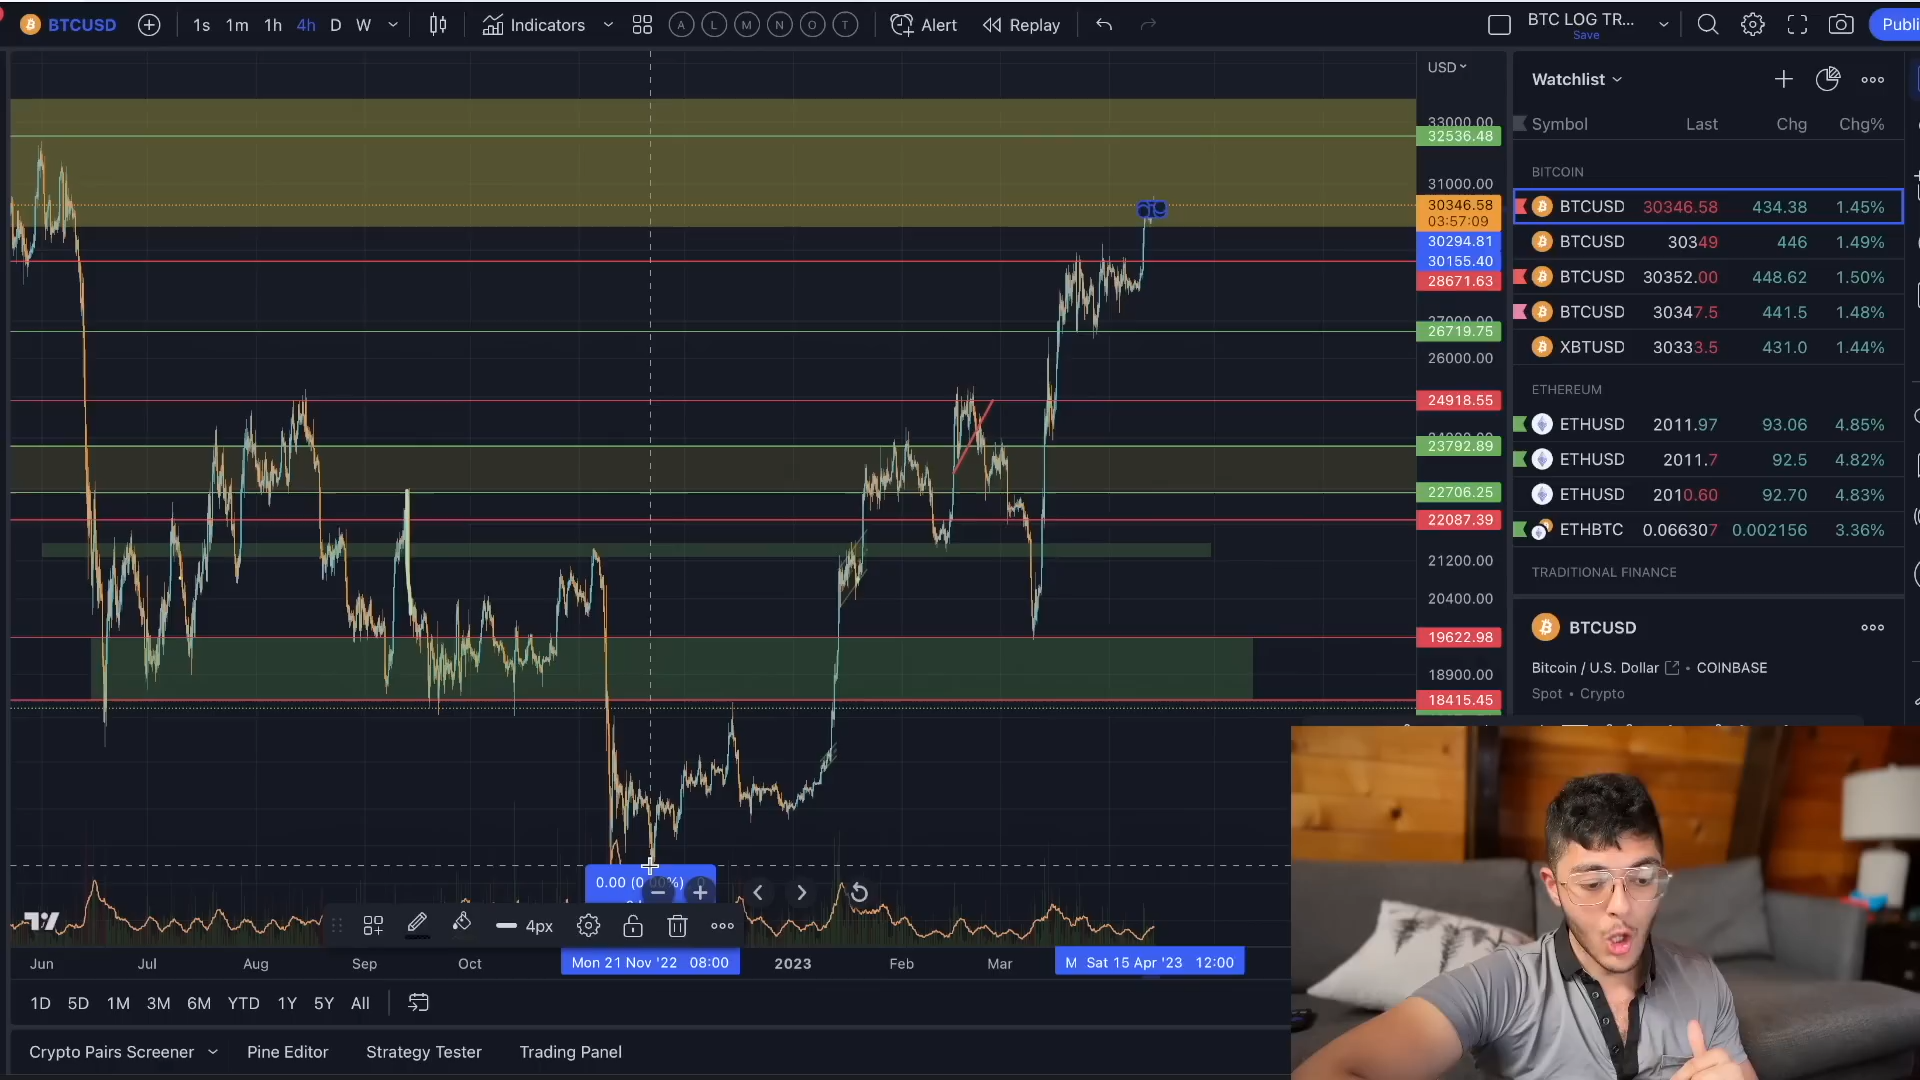 BTCUSD 1s 1m 1h 4h D W Indicators A L M N O T Alert Replay BTC LOG TR... Publi
Save
USD
33000.00
32536.48
31000.00
30346.58
03:57:09
30294.81
30155.40
28671.63
27000.00
26719.75
26000.00
24918.55
23792.89
22706.25
22087.39
21200.00
20400.00
19622.98
18900.00
18415.45
Watchlist
Symbol Last Chg Chg%
BITCOIN
BTCUSD 30346.58 434.38 1.45%
BTCUSD 30349 446 1.49%
BTCUSD 30352.00 448.62 1.50%
BTCUSD 30347.5 441.5 1.48%
XBTUSD 30333.5 431.0 1.44%
ETHEREUM
ETHUSD 2011.97 93.06 4.85%
ETHUSD 2011.7 92.5 4.82%
ETHUSD 2010.60 92.70 4.83%
ETHBTC 0.066307 0.002156 3.36%
TRADITIONAL FINANCE
BTCUSD
Bitcoin / U.S. Dollar • COINBASE
Spot • Crypto
4px
Jun Jul Aug Sep Oct Mon 21 Nov '22 08:00 2023 Feb Mar M Sat 15 Apr '23 12:00
1D 5D 1M 3M 6M YTD 1Y 5Y All
Crypto Pairs Screener Pine Editor Strategy Tester Trading Panel